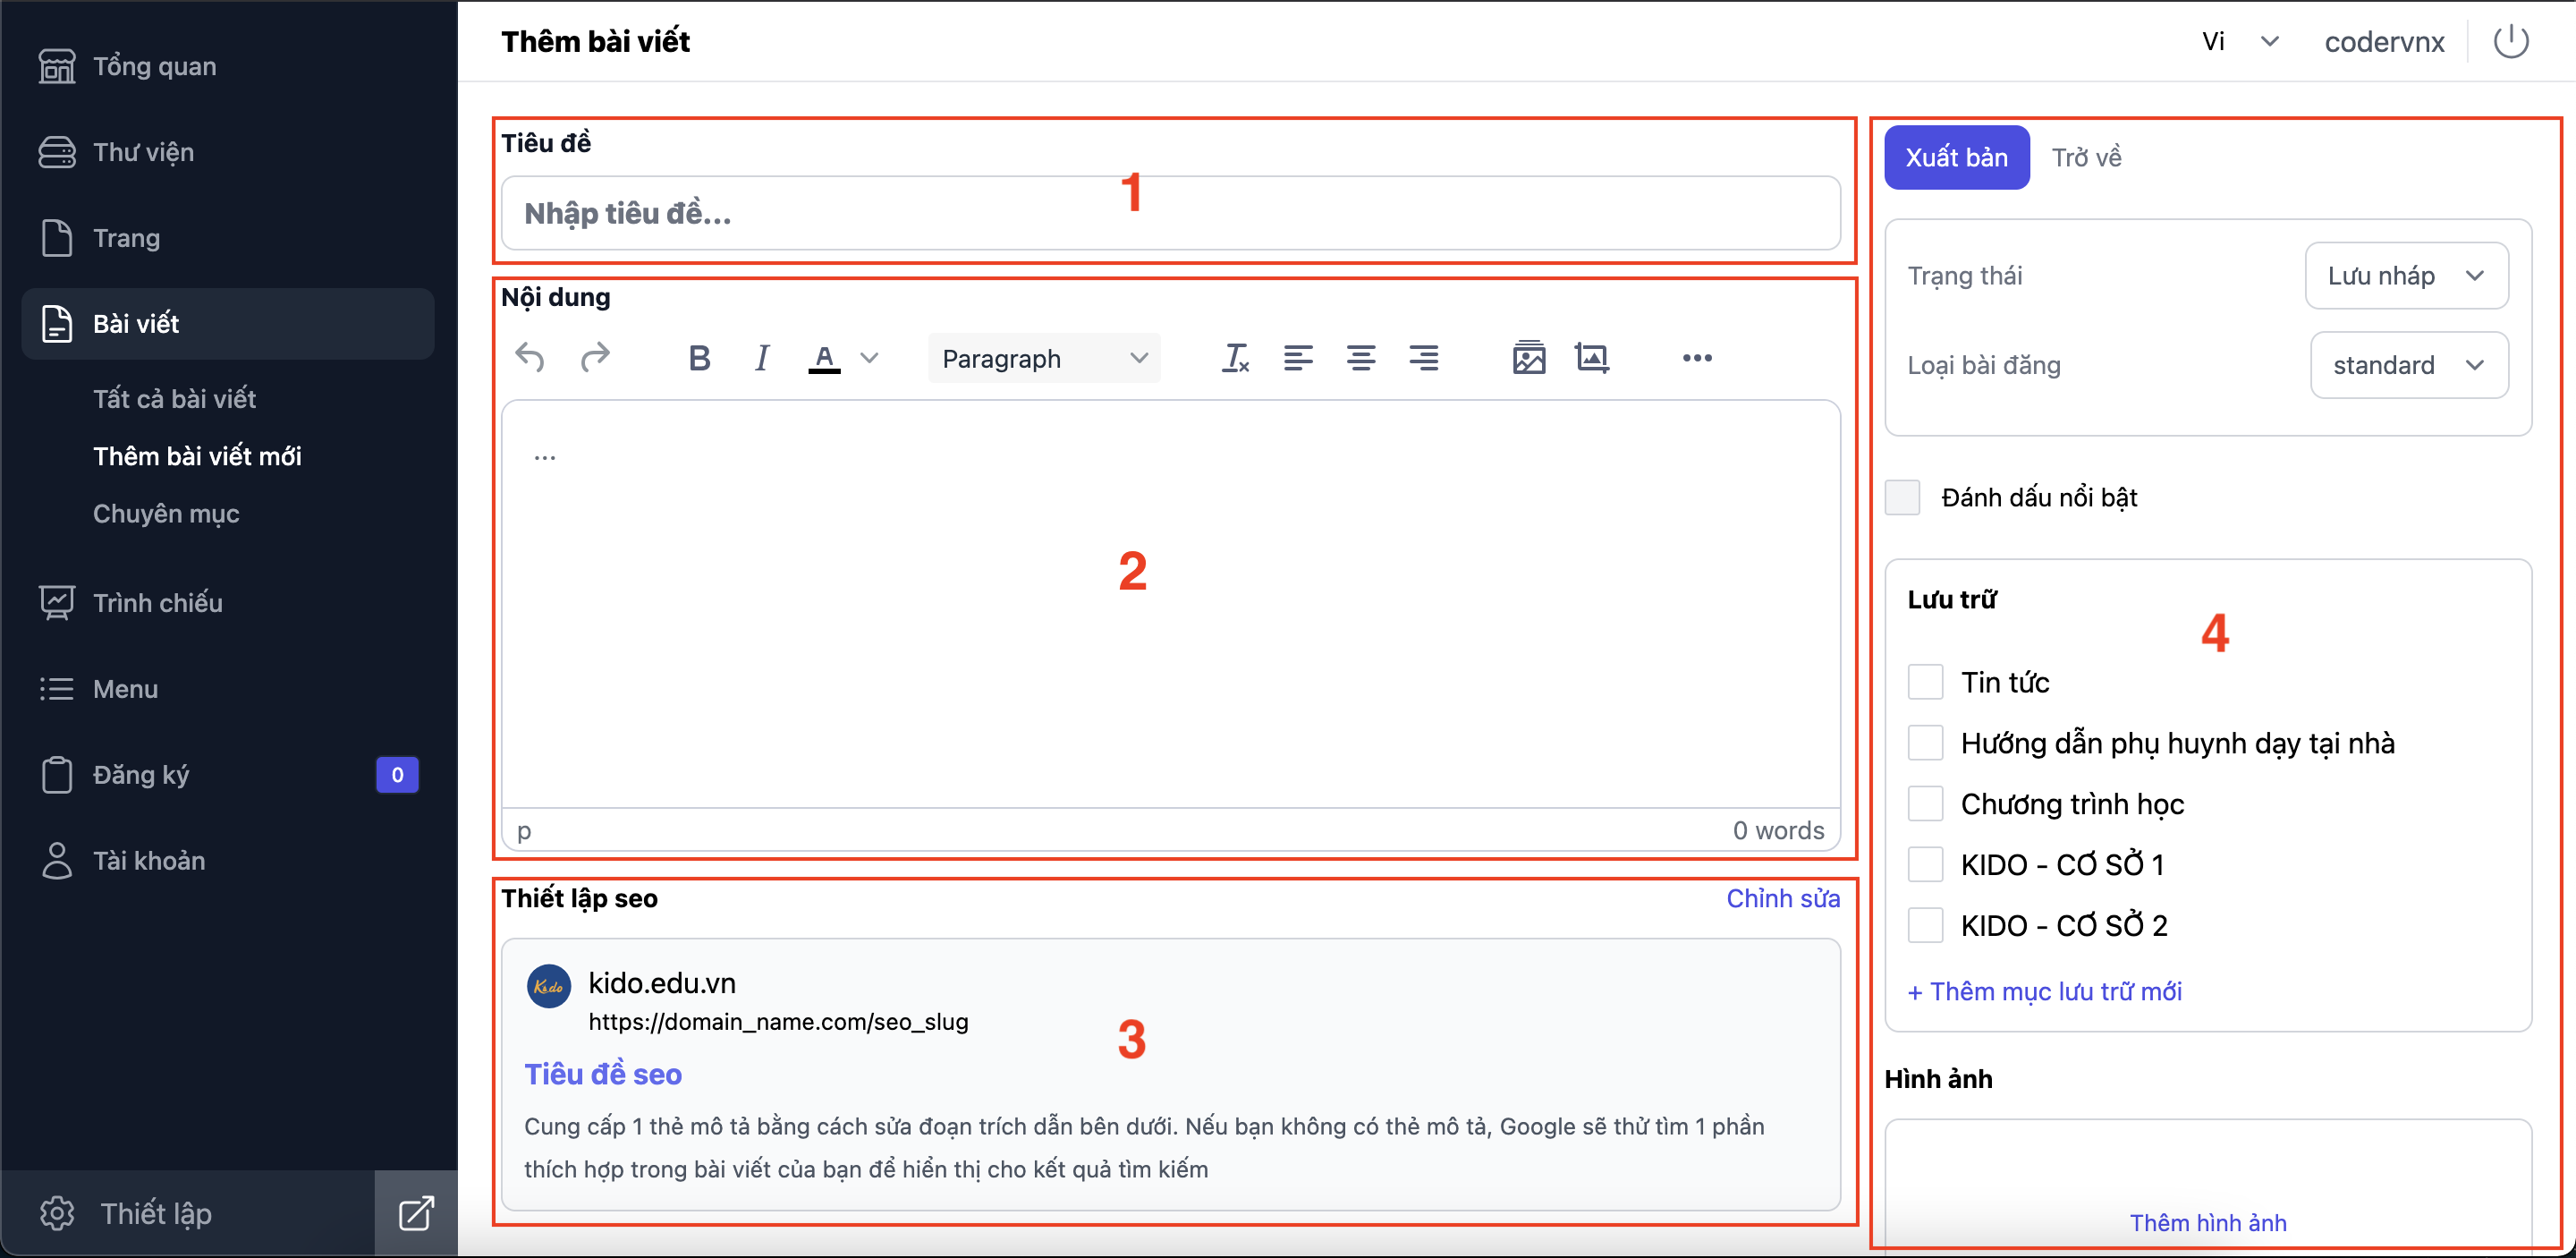 Tổng quan
Thư viện
Trang
Bài viết
Tất cả bài viết
Thêm bài viết mới
Chuyên mục
Trình chiếu
Menu
Đăng ký 0
Tài khoản
Thiết lập
Thêm bài viết
Vi
codervnx
Tiêu đề
Nhập tiêu đề...
1
Nội dung
B I A Paragraph
...
2
p 0 words
Thiết lập seo Chỉnh sửa
Kido
kido.edu.vn
https://domain_name.com/seo_slug
3
Tiêu đề seo
Cung cấp 1 thẻ mô tả bằng cách sửa đoạn trích dẫn bên dưới. Nếu bạn không có thẻ mô tả, Google sẽ thử tìm 1 phần
thích hợp trong bài viết của bạn để hiển thị cho kết quả tìm kiếm
Xuất bản Trở về
Trạng thái Lưu nháp
Loại bài đăng standard
Đánh dấu nổi bật
Lưu trữ
4
Tin tức
Hướng dẫn phụ huynh dạy tại nhà
Chương trình học
KIDO - CƠ SỞ 1
KIDO - CƠ SỞ 2
+ Thêm mục lưu trữ mới
Hình ảnh
Thêm hình ảnh